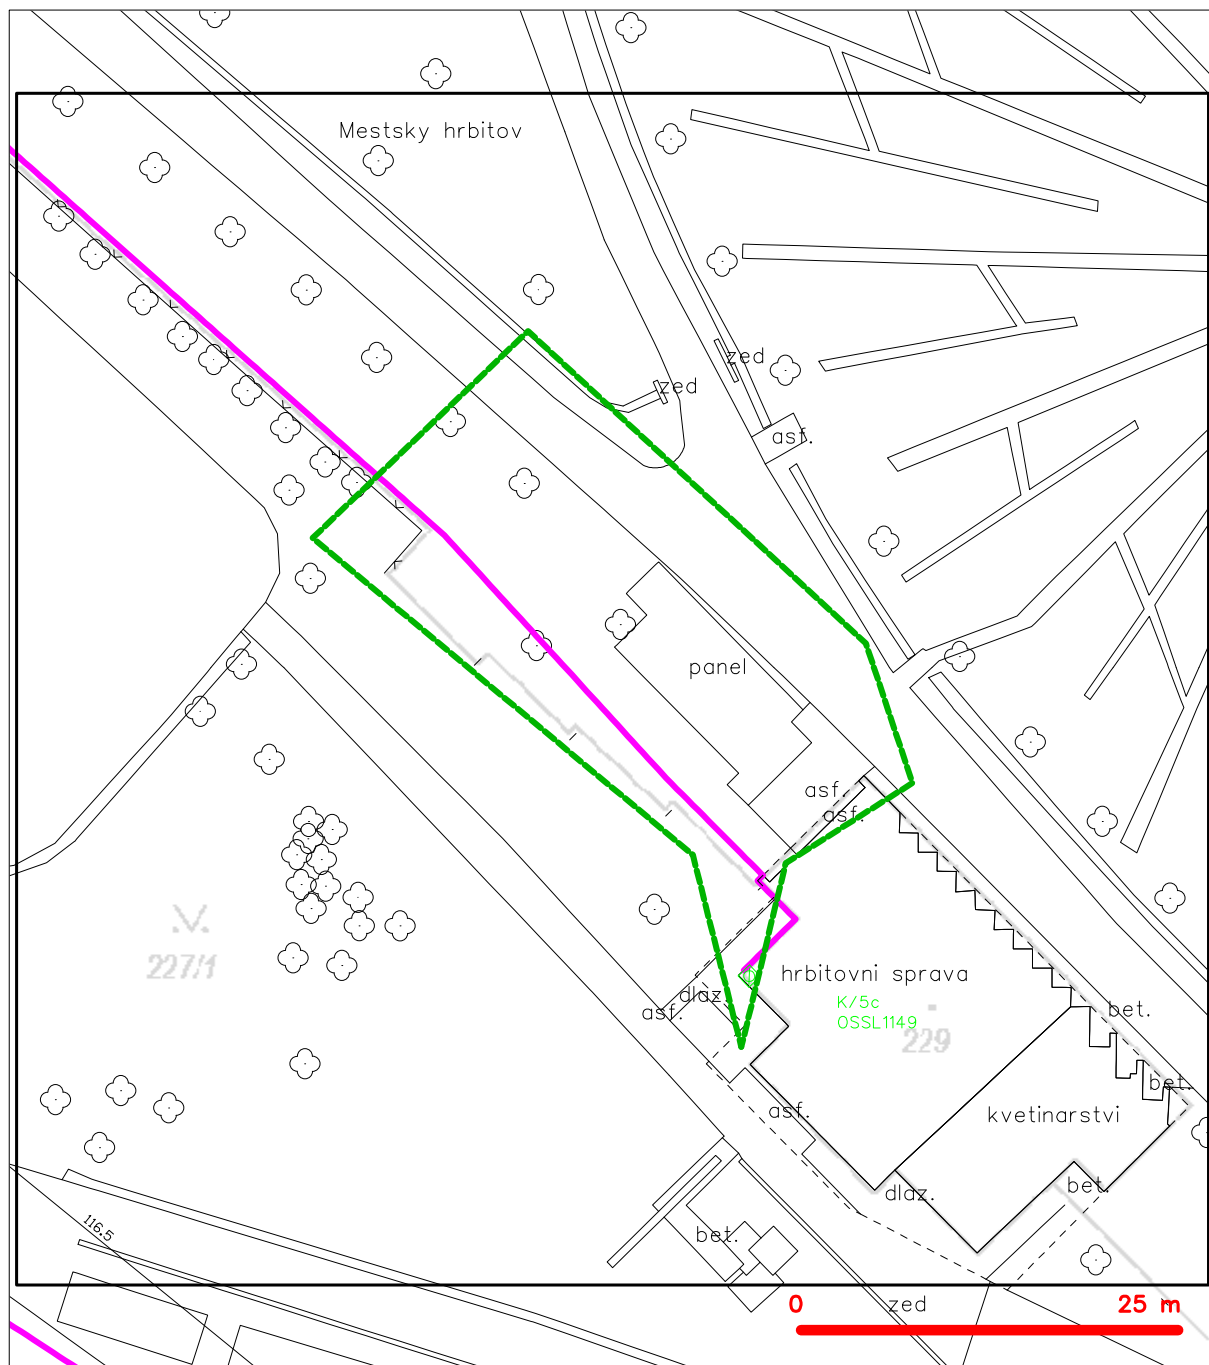 Mestsky hrbitov
zed
zed
asf.
panel
asf.
asf.
227/1
hrbitovni sprava
dlaz.
K/5c
asf.
bet.
OSSL1149
229
bet.
asf.
kvetinarstvi
dlaz.
bet.
116.5
bet.
0
zed
25 m